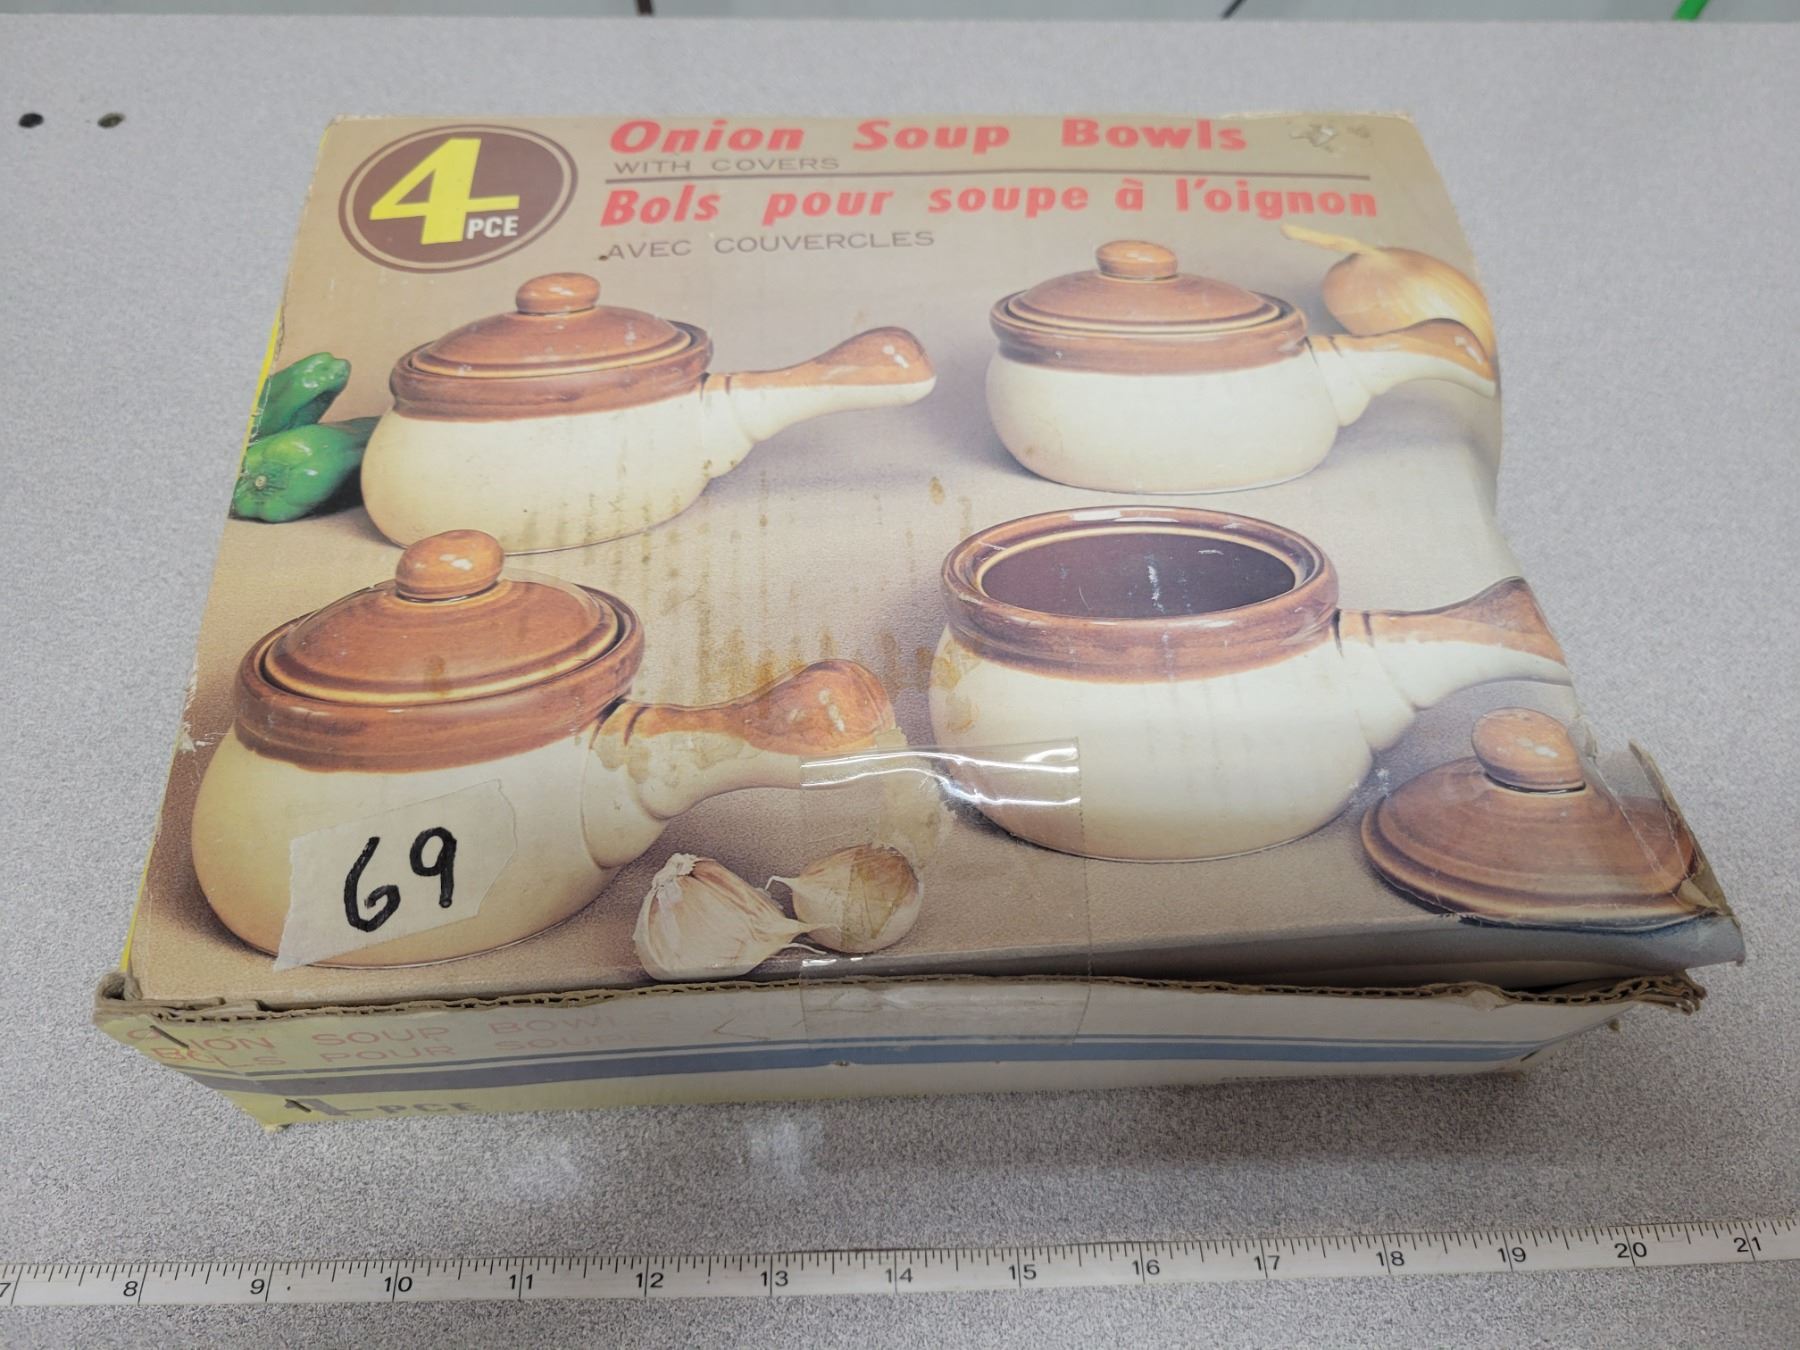 4 PCE
Onion Soup Bowls
WITH COVERS
Bols pour soupe à l'oignon
AVEC COUVERCLES
69
ONION SOUP BOWLS
BOLS POUR SOUPE
4 PCE
7 8 9 10 11 12 13 14 15 16 17 18 19 20 21